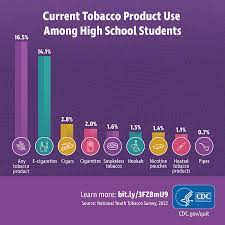 Current Tobacco Product Use
Among High School Students
16.5%
14.1%
2.8%
2.0%
1.6%
1.5%
1.4%
1.1%
0.7%
Any
tobacco
product
E-cigarettes
Cigars
Cigarettes
Smokeless
tobacco
Hookah
Nicotine
pouches
Heated
tobacco
products
Pipes
Learn more: bit.ly/3FZ8mU9
Source: National Youth Tobacco Survey, 2022
CDC
CDC.gov/quit